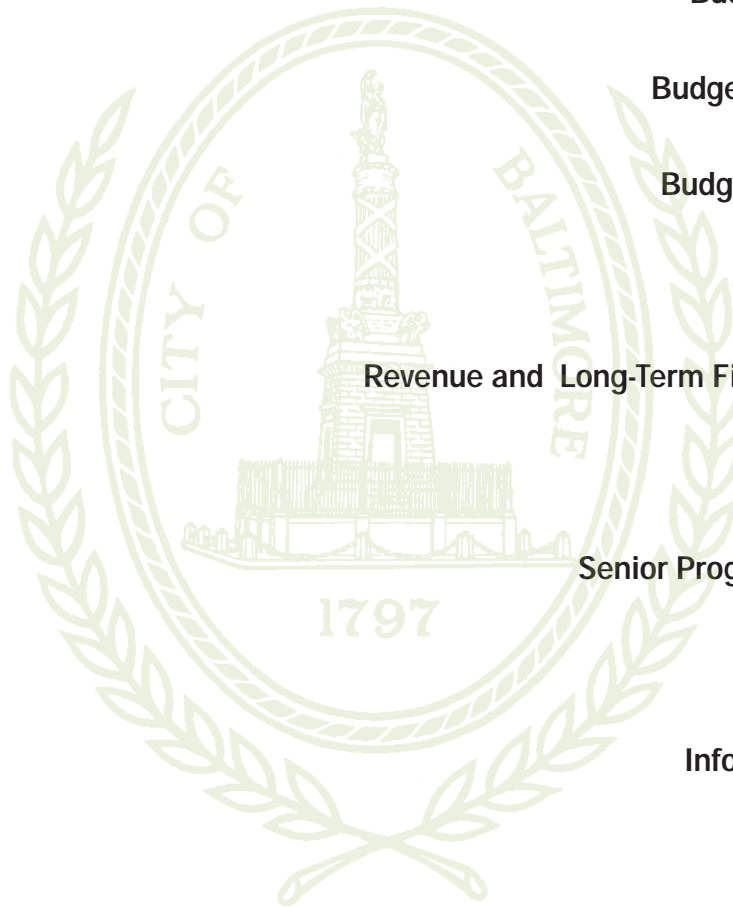 Budge
Budg
CITY OF BALTIMORE
Revenue and Long-Term Fi
Senior Prog
1797
Info